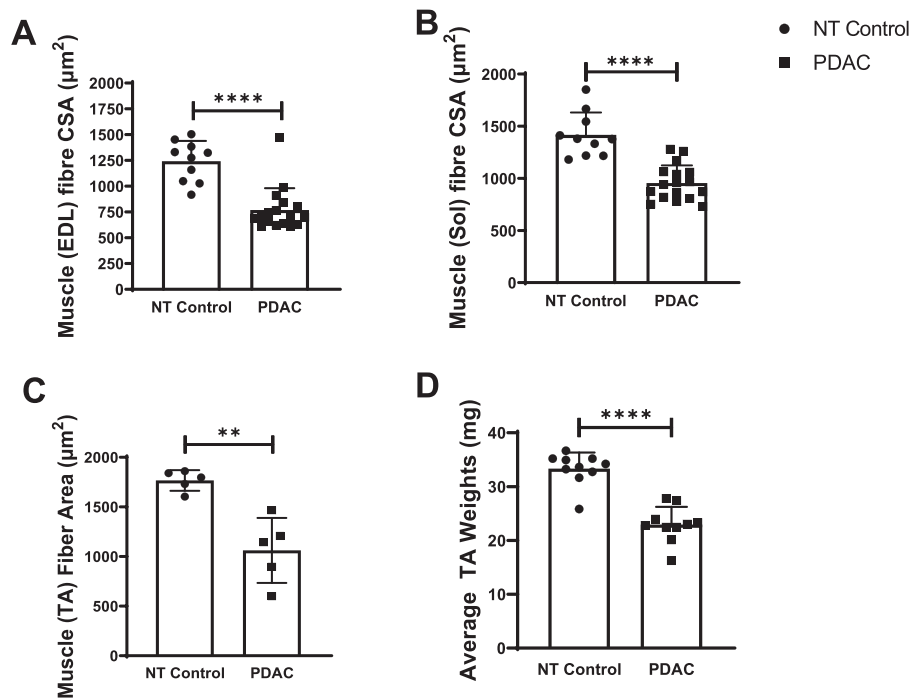 A
Muscle (EDL) fibre CSA (µm²)
2000
1750
1500
1250
1000
750
500
250
0
****
NT Control
PDAC
B
Muscle (Sol) fibre CSA (µm²)
2000
1500
1000
500
0
****
NT Control
PDAC
NT Control
PDAC
C
Muscle (TA) Fiber Area (µm²)
2000
1500
1000
500
0
**
NT Control
PDAC
D
Average TA Weights (mg)
40
30
20
10
0
****
NT Control
PDAC